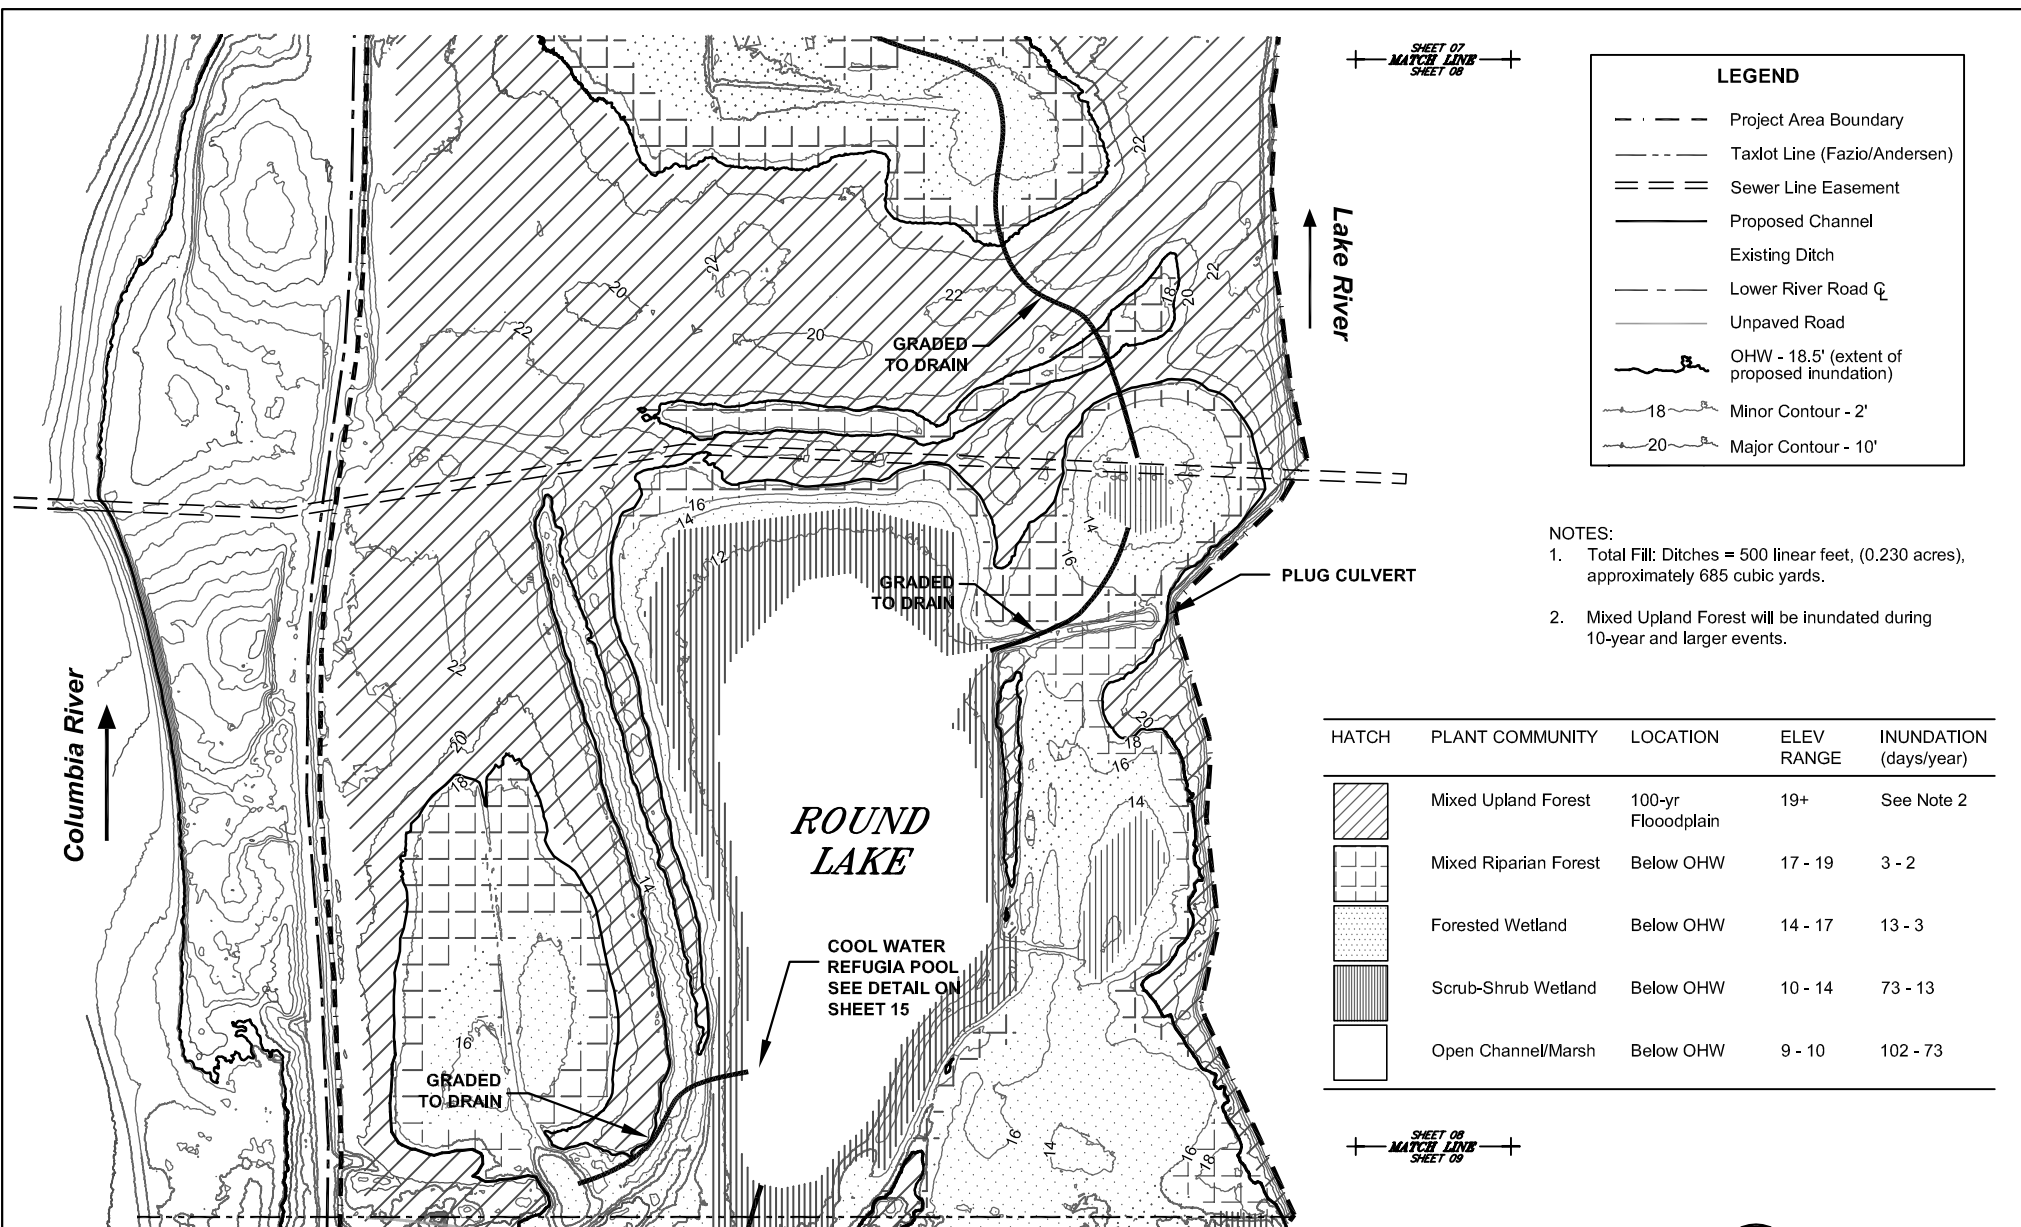 SHEET 07
MATCH LINE
SHEET 08
LEGEND
Project Area Boundary
Taxlot Line (Fazio/Andersen)
Sewer Line Easement
Proposed Channel
Existing Ditch
Lower River Road ℄
Unpaved Road
OHW - 18.5' (extent of
proposed inundation)
18
Minor Contour - 2'
20
Major Contour - 10'
NOTES:
1. Total Fill: Ditches = 500 linear feet, (0.230 acres),
approximately 685 cubic yards.
2. Mixed Upland Forest will be inundated during
10-year and larger events.
HATCH PLANT COMMUNITY LOCATION ELEV RANGE INUNDATION (days/year)
Mixed Upland Forest 100-yr Flooodplain 19+ See Note 2
Mixed Riparian Forest Below OHW 17 - 19 3 - 2
Forested Wetland Below OHW 14 - 17 13 - 3
Scrub-Shrub Wetland Below OHW 10 - 14 73 - 13
Open Channel/Marsh Below OHW 9 - 10 102 - 73
SHEET 08
MATCH LINE
SHEET 09
Columbia River
Lake River
GRADED
TO DRAIN
GRADED
TO DRAIN
PLUG CULVERT
ROUND
LAKE
COOL WATER
REFUGIA POOL
SEE DETAIL ON
SHEET 15
GRADED
TO DRAIN
22
22
20
22
22
20
18
20
22
16
14
12
14
16
22
20
18
14
20
18
16
14
16
16
14
16
18